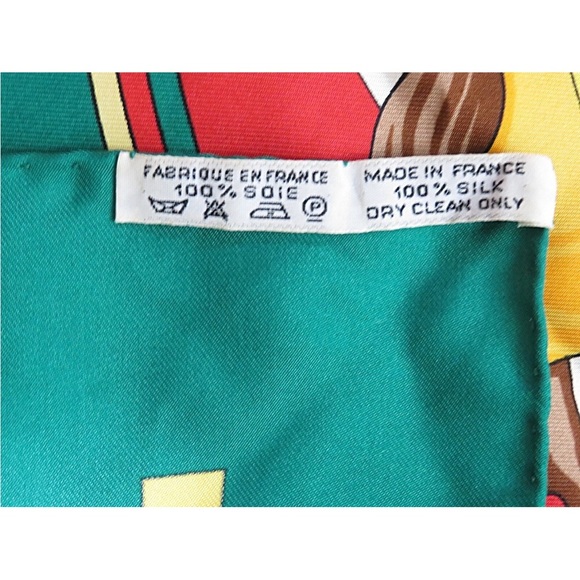 FABRIQUE EN FRANCE
100% SOIE
P
MADE IN FRANCE
100% SILK
DRY CLEAN ONLY